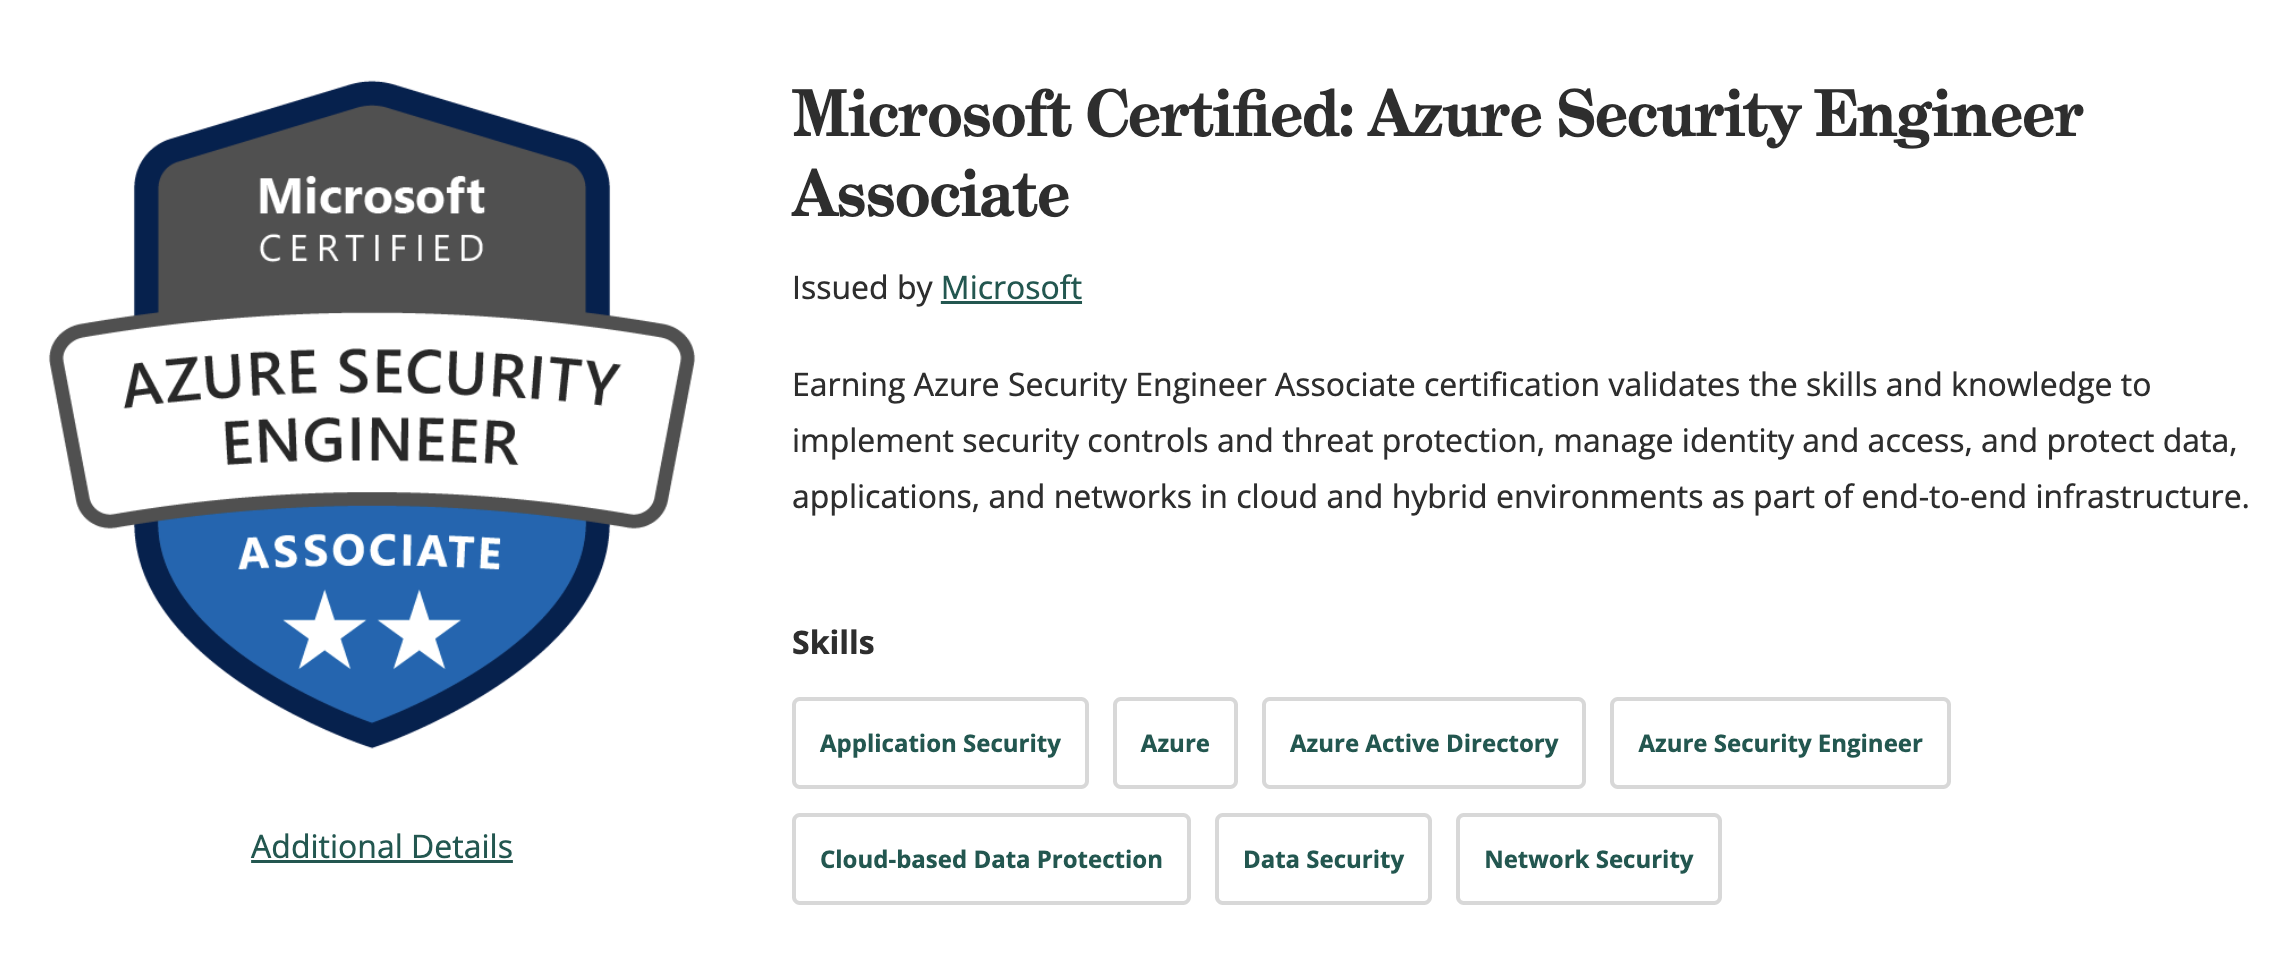 Microsoft
CERTIFIED
AZURE SECURITY
ENGINEER
ASSOCIATE
Additional Details
Microsoft Certified: Azure Security Engineer
Associate
Issued by Microsoft
Earning Azure Security Engineer Associate certification validates the skills and knowledge to
implement security controls and threat protection, manage identity and access, and protect data,
applications, and networks in cloud and hybrid environments as part of end-to-end infrastructure.
Skills
Application Security Azure Azure Active Directory Azure Security Engineer
Cloud-based Data Protection Data Security Network Security